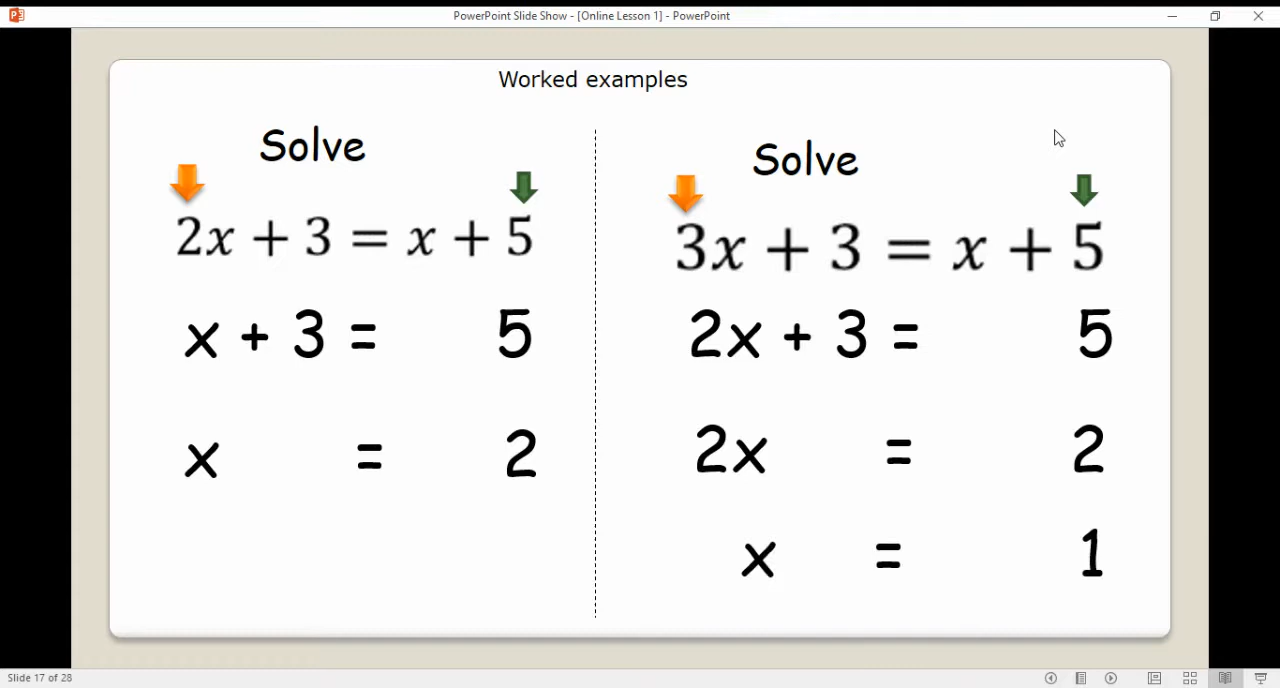 PowerPoint Slide Show - [Online Lesson 1] - PowerPoint
Worked examples
Solve
2x + 3 = x + 5
x + 3 = 5
x = 2
Solve
3x + 3 = x + 5
2x + 3 = 5
2x = 2
x = 1
Slide 17 of 28